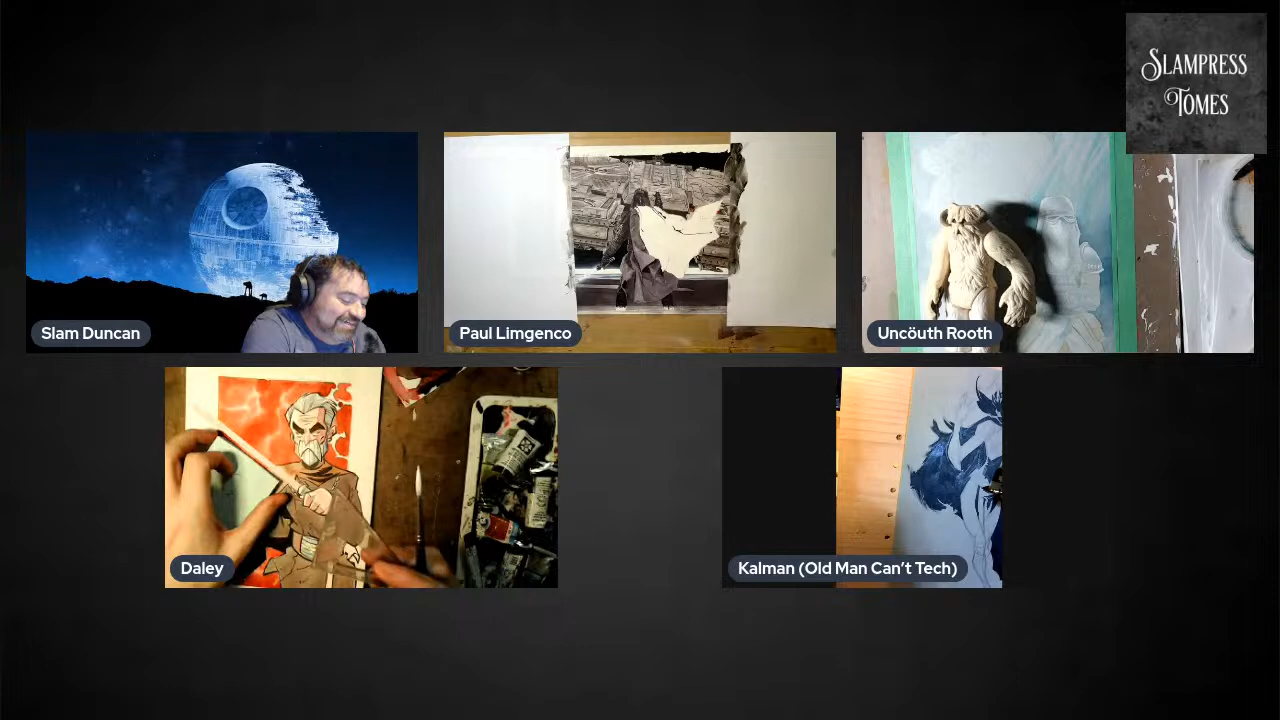 SLAMPRESS
TOMES
Slam Duncan
Paul Limgenco
Uncöuth Rooth
Daley
Kalman (Old Man Can't Tech)